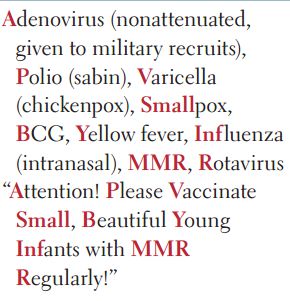 Adenovirus (nonattenuated,
given to military recruits),
Polio (sabin), Varicella
(chickenpox), Smallpox,
BCG, Yellow fever, Influenza
(intranasal), MMR, Rotavirus
“Attention! Please Vaccinate
Small, Beautiful Young
Infants with MMR
Regularly!”